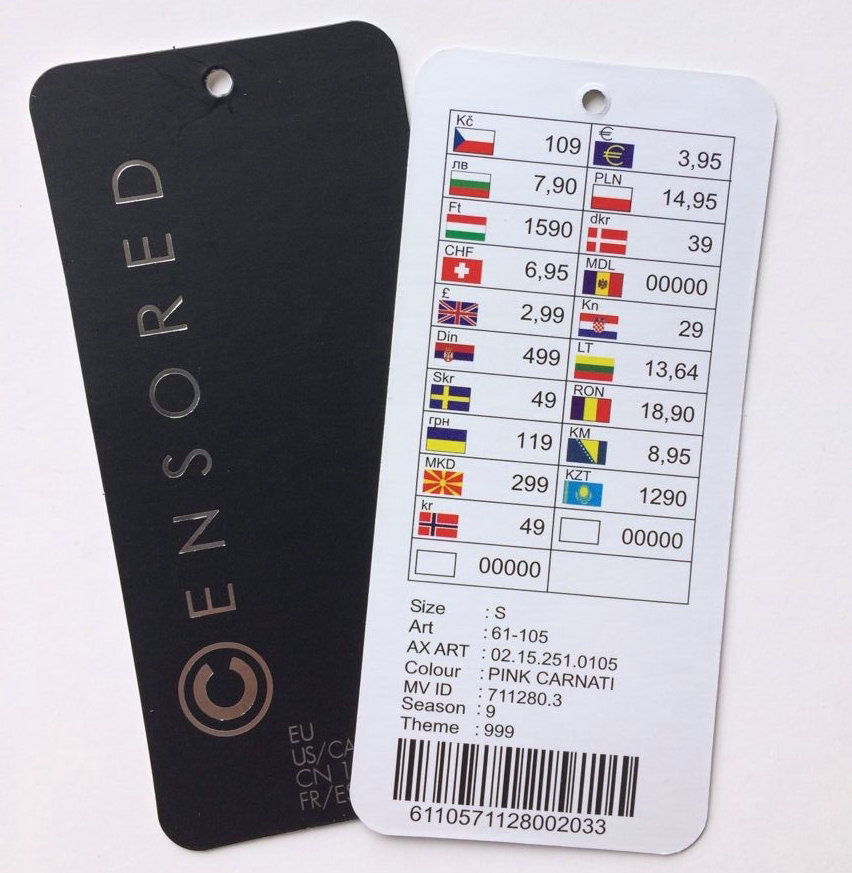 ©ENSORED
EU
US/CA
CN 1
FR/E
Kč 109 € 3,95
лв 7,90 PLN 14,95
Ft 1590 dkr 39
CHF 6,95 MDL 00000
£ 2,99 Kn 29
Din 499 LT 13,64
Skr 49 RON 18,90
грн 119 KM 8,95
MKD 299 KZT 1290
kr 49 00000
00000
Size : S
Art : 61-105
AX ART : 02.15.251.0105
Colour : PINK CARNATI
MV ID : 711280.3
Season : 9
Theme : 999
6110571128002033